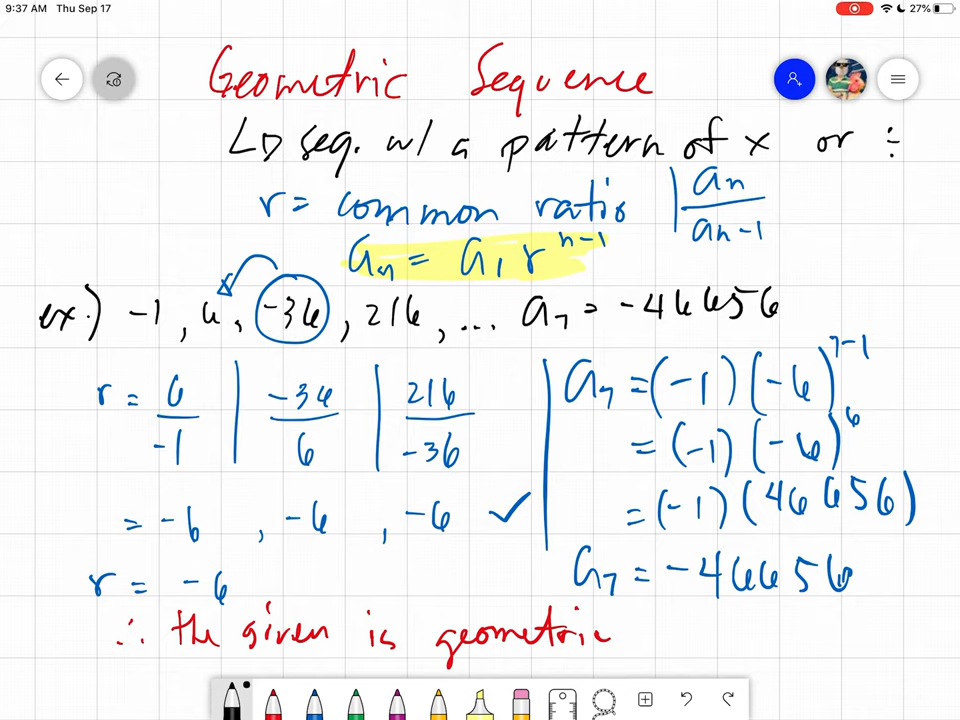 9:37 AM Thu Sep 17 27%
Geometric Sequence
↳ seq. w/ a pattern of x or ÷
r = common ratio | an/an-1
an = a1 r^n-1
ex.) -1, 6, -36, 216, ... a7 = -46656
r = 6/-1 | -36/6 | 216/-36
= -6, -6, -6 ✓
r = -6
∴ the given is geometric
a7 = (-1)(-6)^7-1
= (-1)(-6)^6
= (-1)(46656)
a7 = -46656